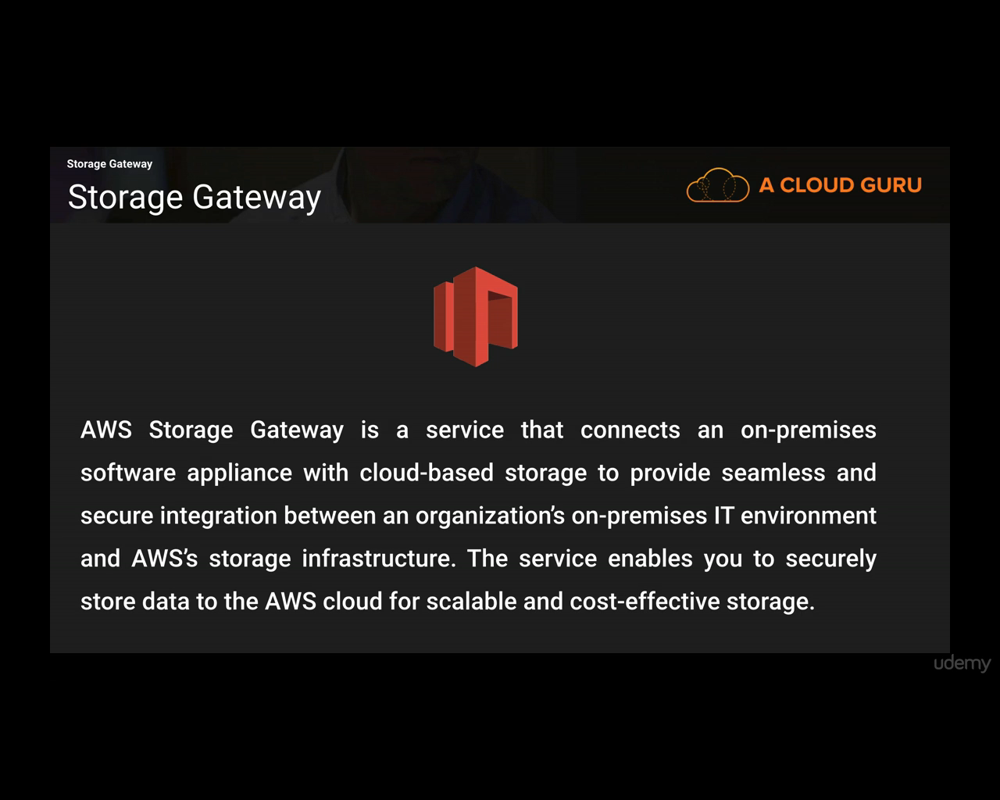 Storage Gateway
Storage Gateway
A CLOUD GURU
AWS Storage Gateway is a service that connects an on-premises
software appliance with cloud-based storage to provide seamless and
secure integration between an organization’s on-premises IT environment
and AWS’s storage infrastructure. The service enables you to securely
store data to the AWS cloud for scalable and cost-effective storage.
udemy